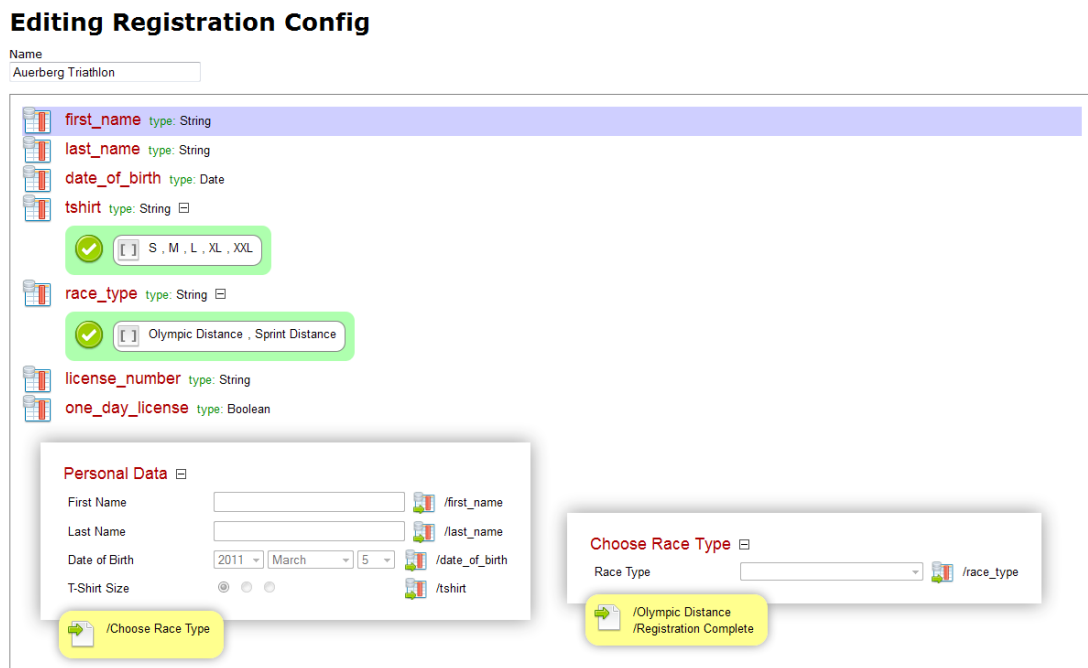 Editing Registration Config
Name
Auerberg Triathlon
first_name type: String
last_name type: String
date_of_birth type: Date
tshirt type: String
[ ] S , M , L , XL , XXL
race_type type: String
[ ] Olympic Distance , Sprint Distance
license_number type: String
one_day_license type: Boolean
Personal Data
First Name /first_name
Last Name /last_name
Date of Birth 2011 March 5 /date_of_birth
T-Shirt Size /tshirt
/Choose Race Type
Choose Race Type
Race Type /race_type
/Olympic Distance
/Registration Complete